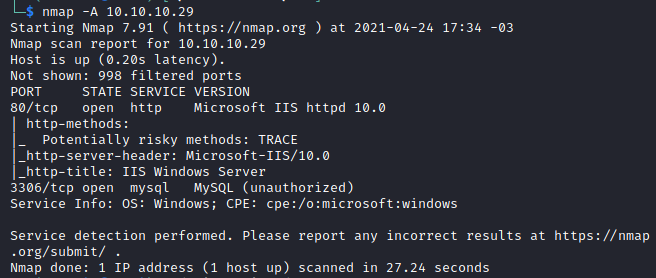 └─$ nmap -A 10.10.10.29
Starting Nmap 7.91 ( https://nmap.org ) at 2021-04-24 17:34 -03
Nmap scan report for 10.10.10.29
Host is up (0.20s latency).
Not shown: 998 filtered ports
PORT     STATE SERVICE VERSION
80/tcp   open  http    Microsoft IIS httpd 10.0
| http-methods:
|_  Potentially risky methods: TRACE
|_http-server-header: Microsoft-IIS/10.0
|_http-title: IIS Windows Server
3306/tcp open  mysql   MySQL (unauthorized)
Service Info: OS: Windows; CPE: cpe:/o:microsoft:windows

Service detection performed. Please report any incorrect results at https://nmap
.org/submit/ .
Nmap done: 1 IP address (1 host up) scanned in 27.24 seconds